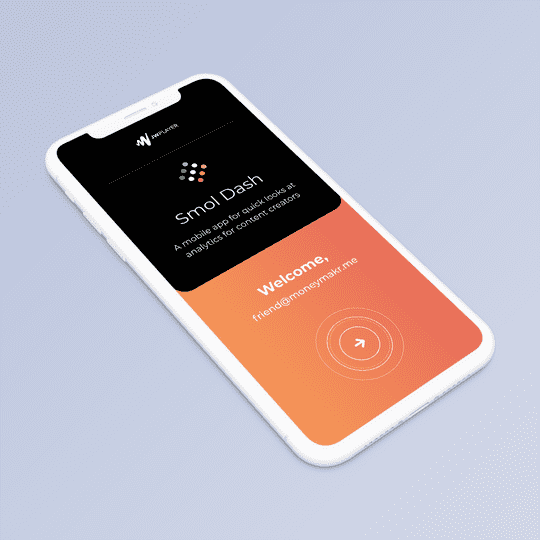 JWPLAYER
Smol Dash
A mobile app for quick looks at
analytics for content creators
Welcome,
friend@moneymakr.me